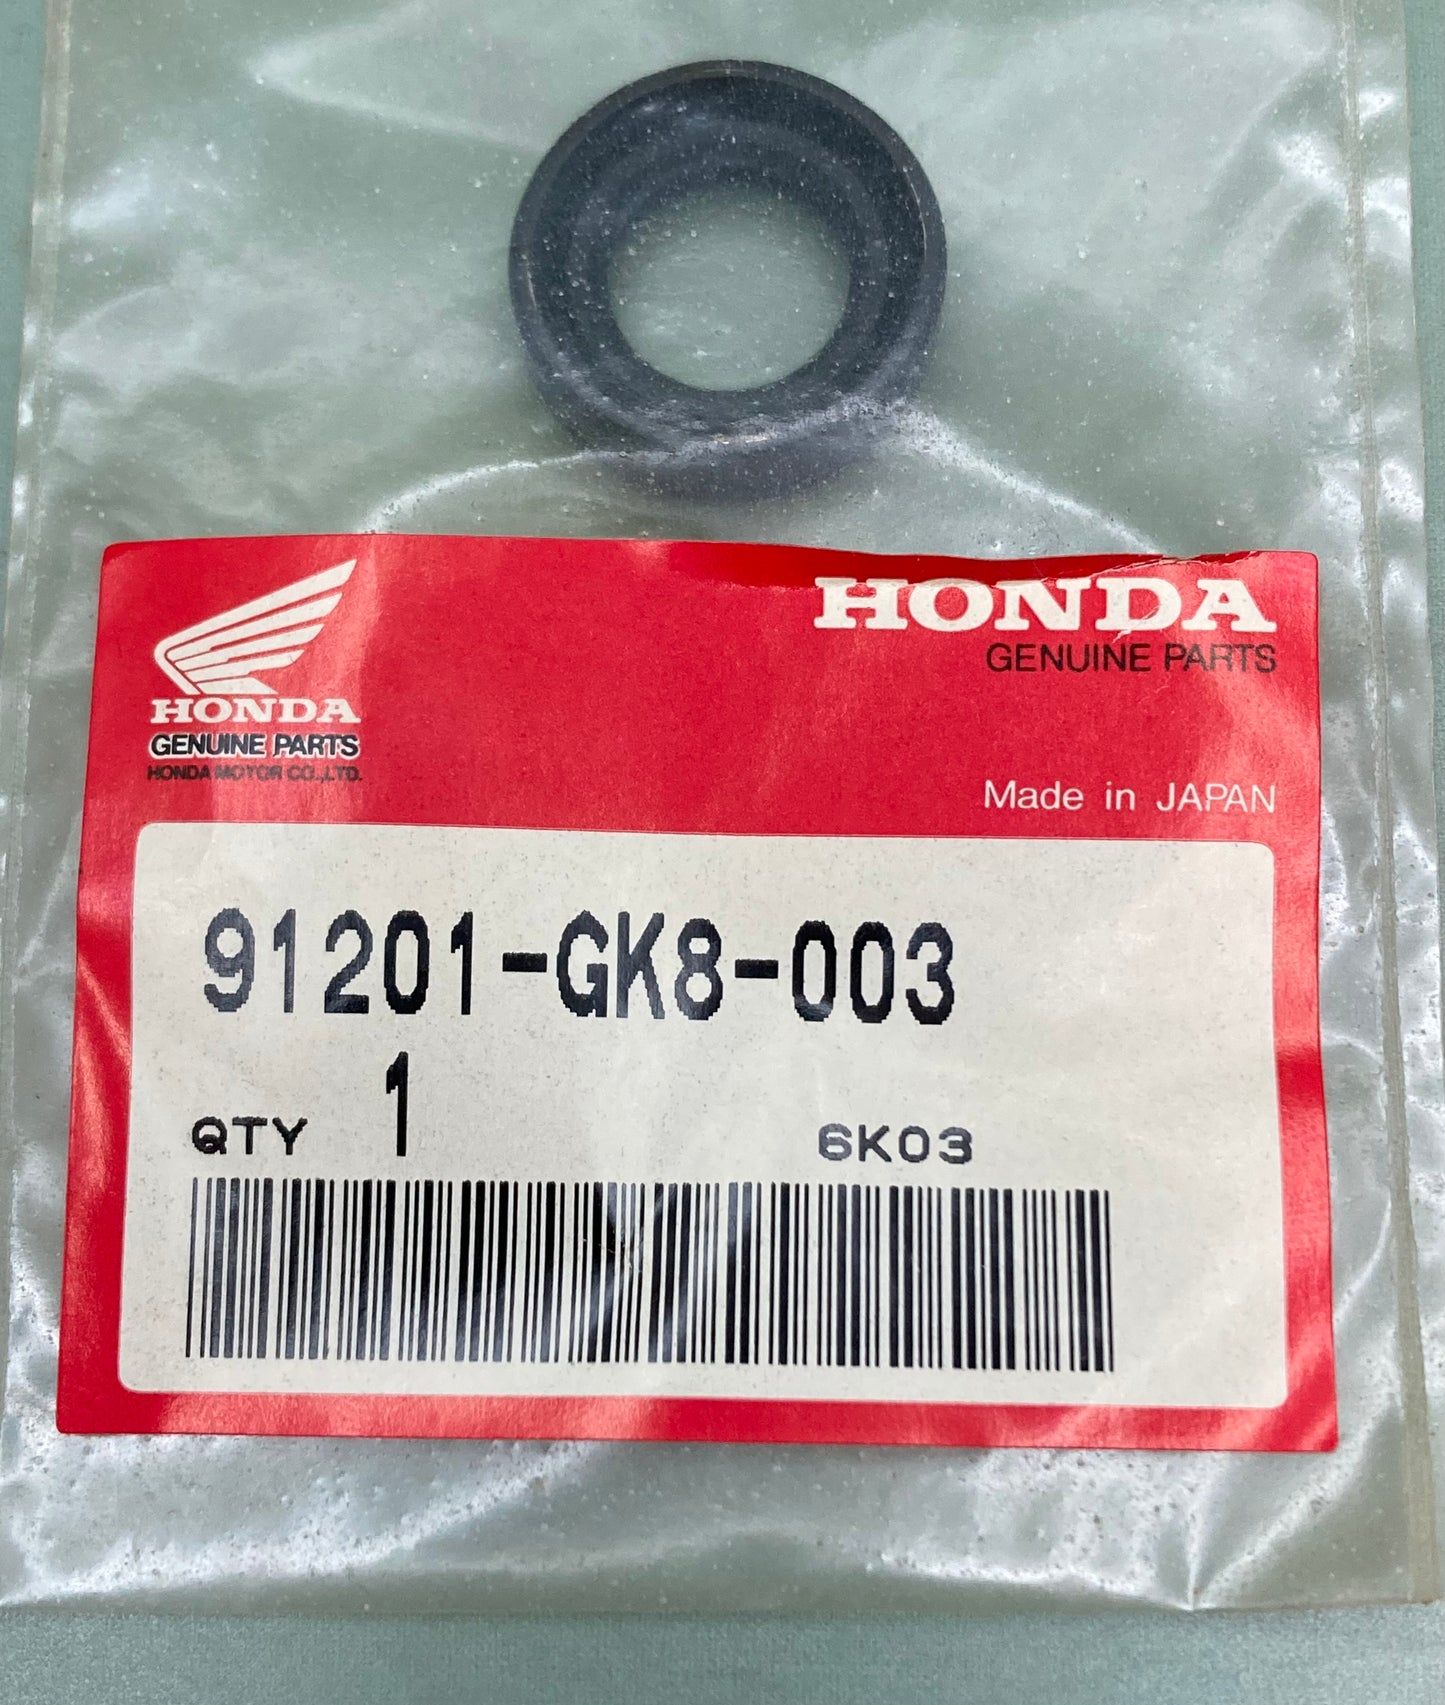 HONDA
GENUINE PARTS
HONDA
GENUINE PARTS
HONDA MOTOR CO.,LTD.
Made in JAPAN
91201-GK8-003
QTY 1 6K03